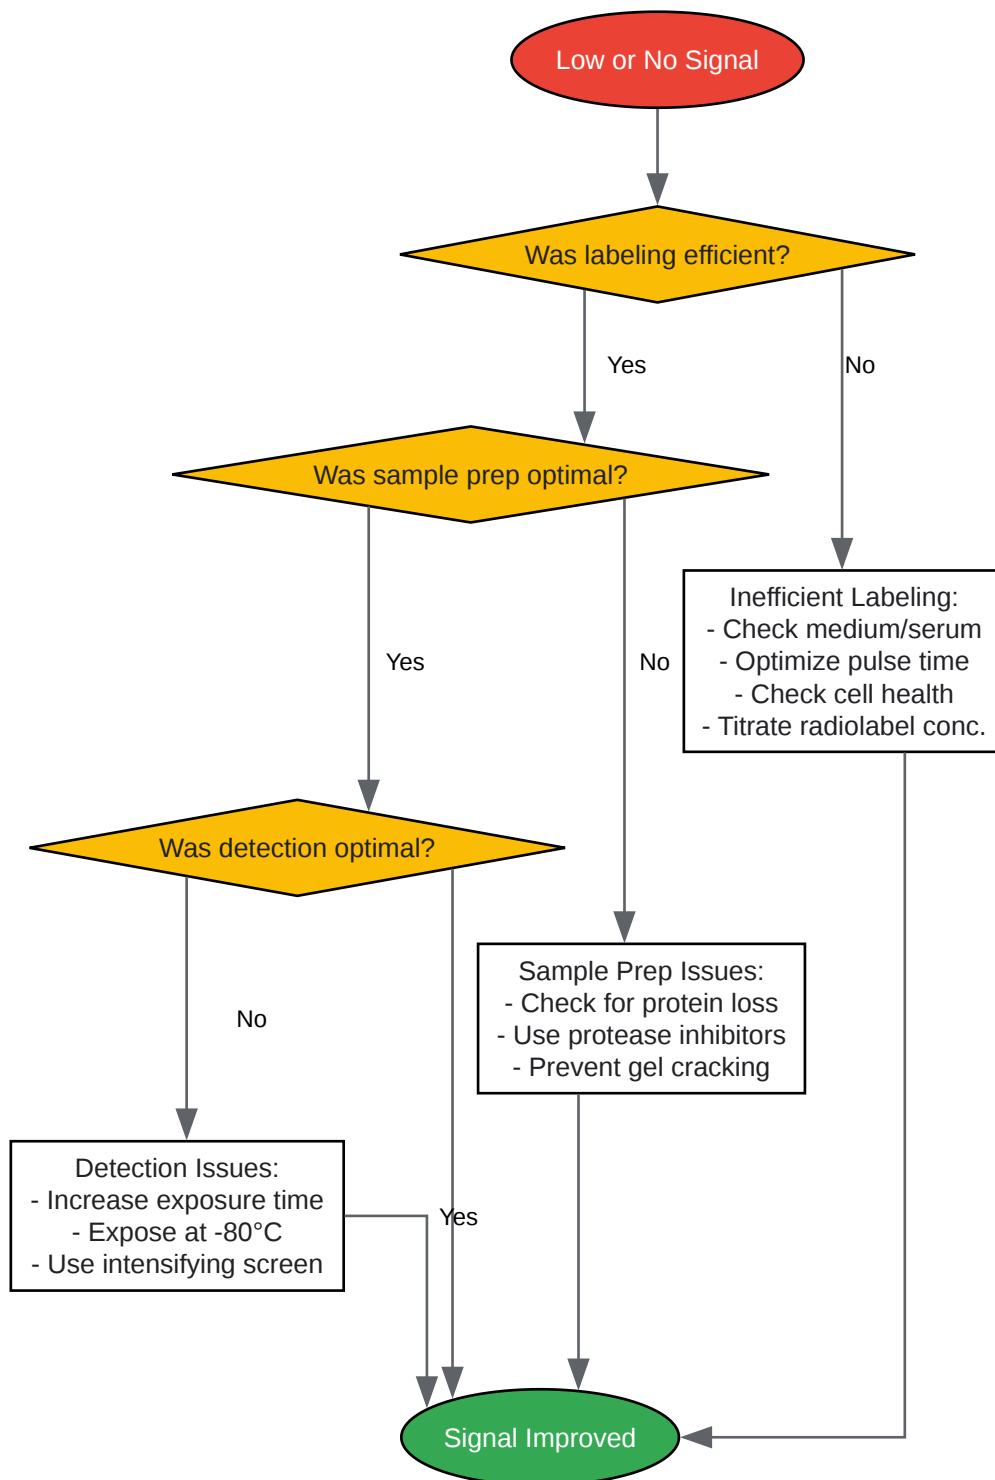 Low or No Signal
Was labeling efficient?
Yes
No
Was sample prep optimal?
Inefficient Labeling:
- Check medium/serum
- Optimize pulse time
- Check cell health
- Titrate radiolabel conc.
Yes
No
Was detection optimal?
Sample Prep Issues:
- Check for protein loss
- Use protease inhibitors
- Prevent gel cracking
No
Detection Issues:
- Increase exposure time
- Expose at -80°C
- Use intensifying screen
Yes
Signal Improved